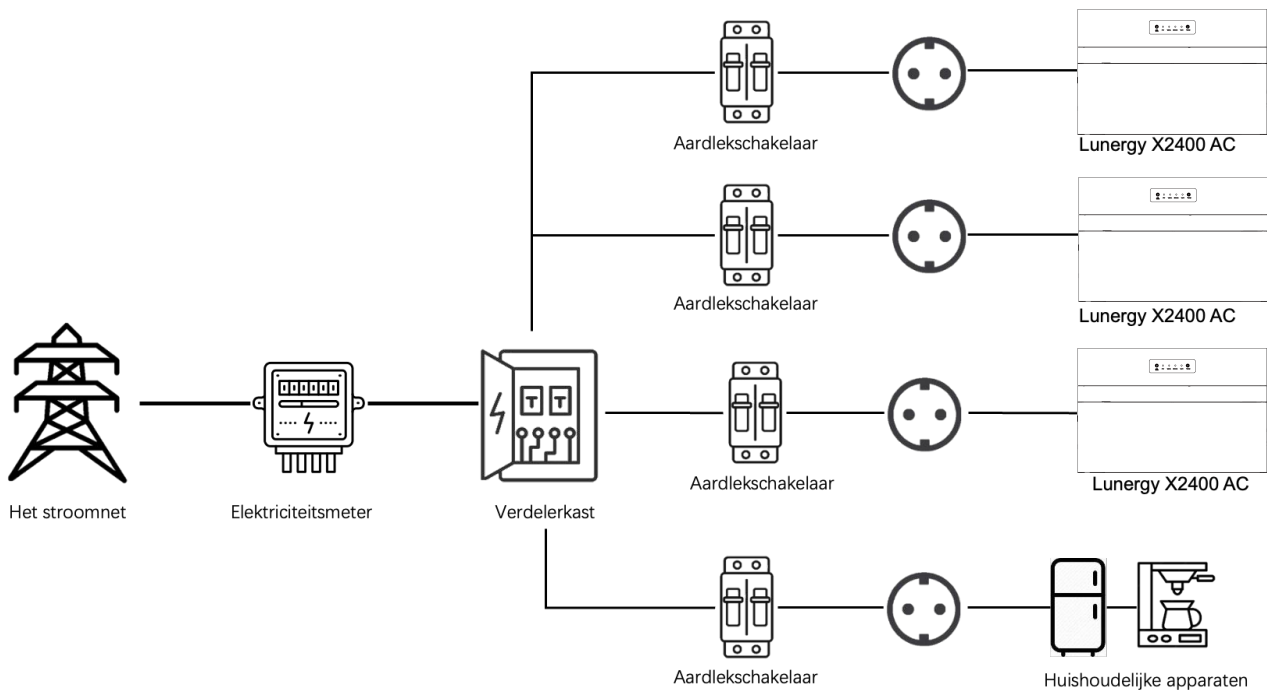 Aardlekschakelaar
Lunergy X2400 AC
Aardlekschakelaar
Lunergy X2400 AC
Aardlekschakelaar
Lunergy X2400 AC
Het stroomnet
Elektriciteitsmeter
Verdelerkast
Aardlekschakelaar
Huishoudelijke apparaten